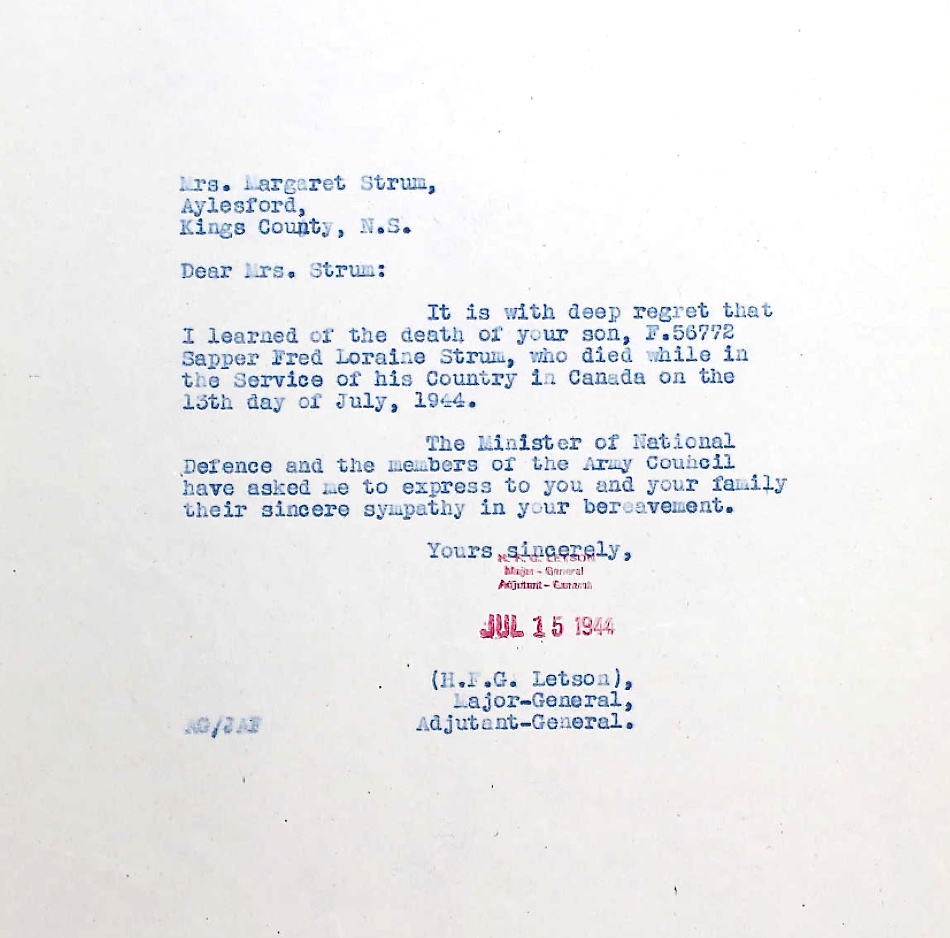 Mrs. Margaret Strum,
Aylesford,
Kings County, N.S.
Dear Mrs. Strum:
It is with deep regret that
I learned of the death of your son, F.56772
Sapper Fred Loraine Strum, who died while in
the Service of his Country in Canada on the
13th day of July, 1944.
The Minister of National
Defence and the members of the Army Council
have asked me to express to you and your family
their sincere sympathy in your bereavement.
Yours sincerely,
H. F. G. LETSON
Major - General
Adjutant - General
JUL 15 1944
(H.F.G. Letson),
Major-General,
Adjutant-General.